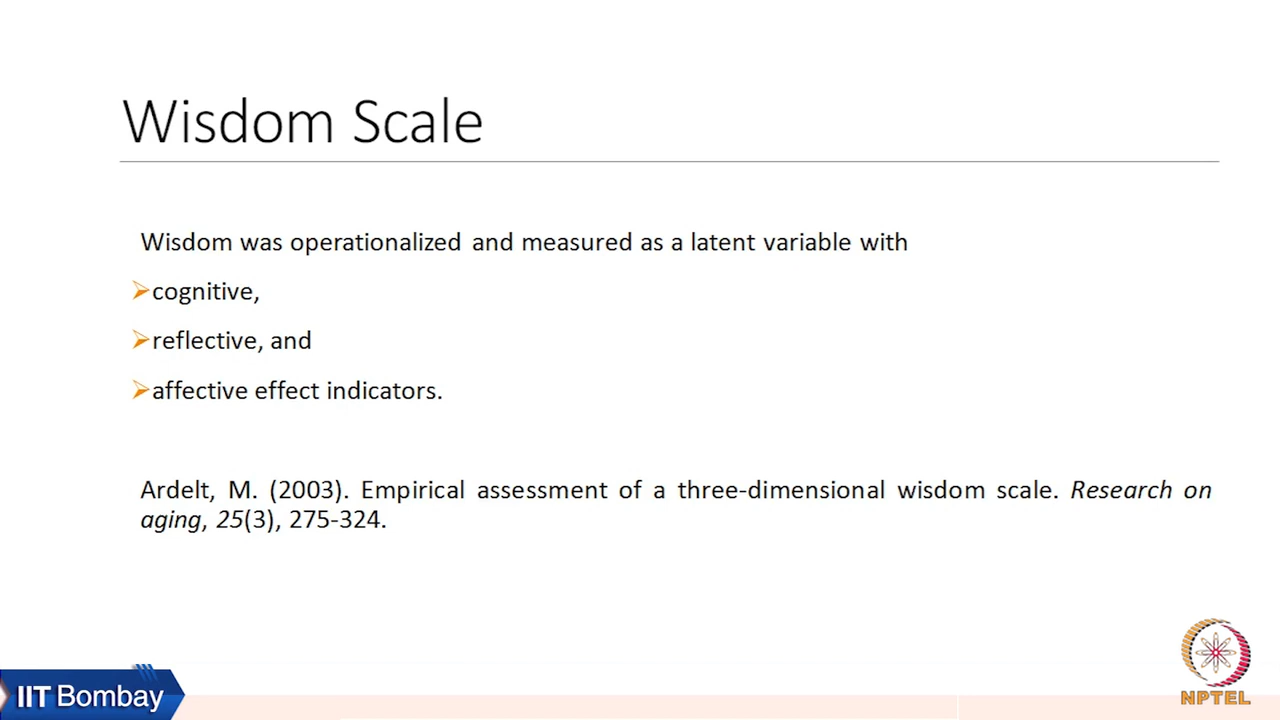 Wisdom Scale
Wisdom was operationalized and measured as a latent variable with
cognitive,
reflective, and
affective effect indicators.
Ardelt, M. (2003). Empirical assessment of a three-dimensional wisdom scale. Research on
aging, 25(3), 275-324.
IIT Bombay
NPTEL